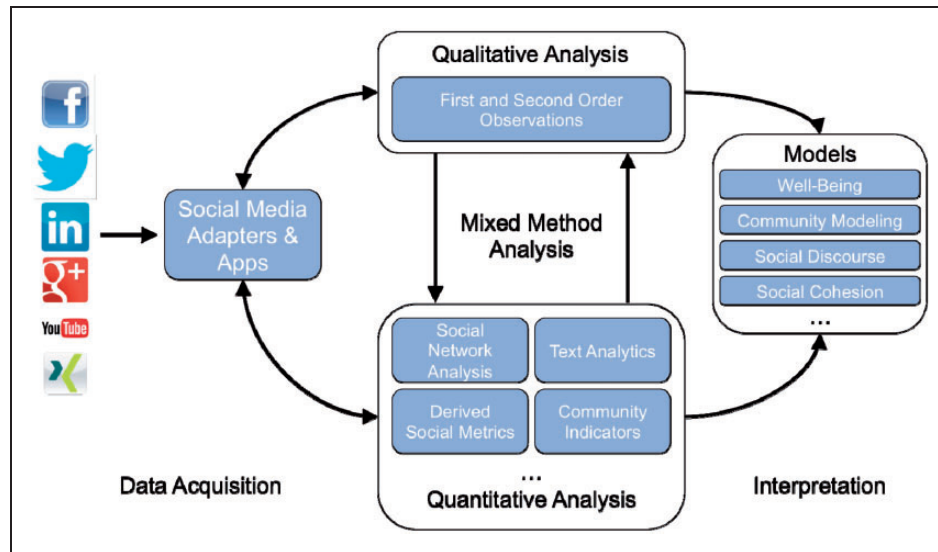 Qualitative Analysis
First and Second Order
Observations
f
in
g+
YouTube
Social Media
Adapters &
Apps
Mixed Method
Analysis
Models
Well-Being
Community Modeling
Social Discourse
Social Cohesion
...
Social
Network
Analysis
Text Analytics
Derived
Social Metrics
Community
Indicators
...
Quantitative Analysis
Data Acquisition
Interpretation